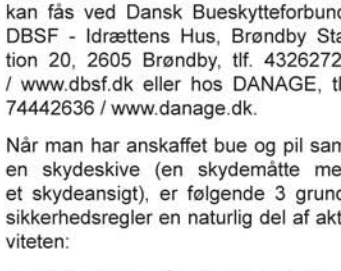 kan fås ved Dansk Bueskytteforbund
DBSF - Idrættens Hus, Brøndby Sta
tion 20, 2605 Brøndby, tlf. 4326272
/ www.dbsf.dk eller hos DANAGE, tl
74442636 / www.danage.dk.
Når man har anskaffet bue og pil sam
en skydeskive (en skydemåtte me
et skydeansigt), er følgende 3 grund
sikkerhedsregler en naturlig del af akt
viteten: